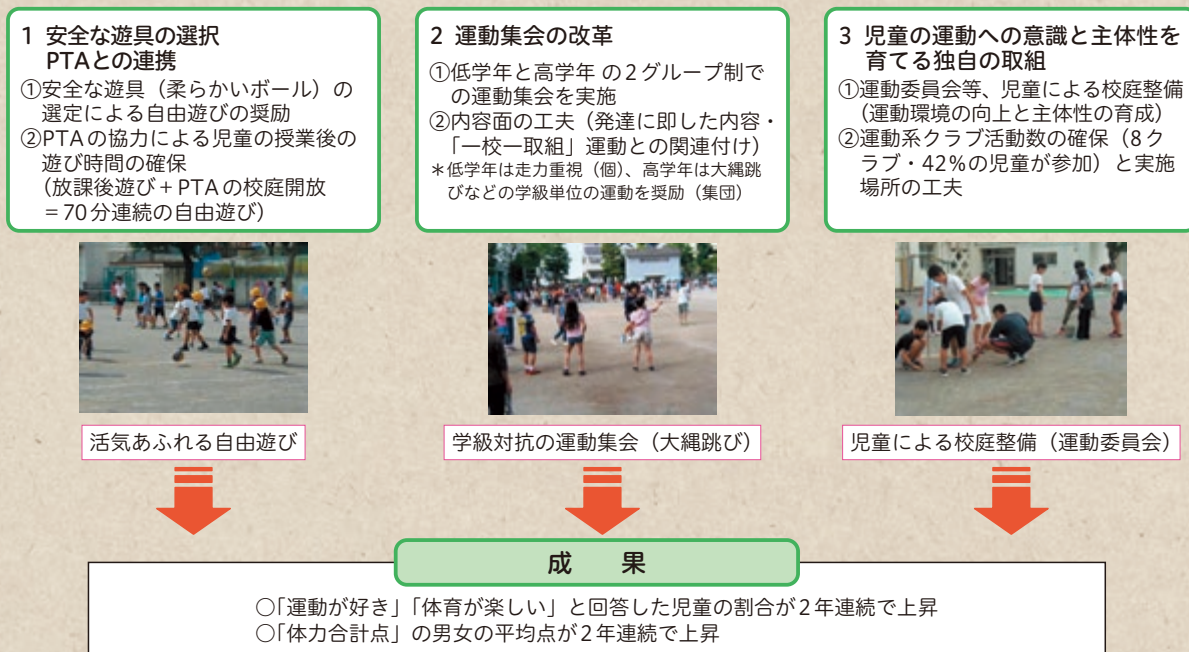 1 安全な遊具の選択
PTAとの連携
①安全な遊具（柔らかいボール）の
選定による自由遊びの奨励
②PTAの協力による児童の授業後の
遊び時間の確保
（放課後遊び+PTAの校庭開放
=70分連続の自由遊び）
2 運動集会の改革
①低学年と高学年 の2グループ制で
の運動集会を実施
②内容面の工夫（発達に即した内容・
「一校一取組」運動との関連付け）
＊低学年は走力重視（個）、高学年は大縄跳
びなどの学級単位の運動を奨励（集団）
3 児童の運動への意識と主体性を
育てる独自の取組
①運動委員会等、児童による校庭整備
（運動環境の向上と主体性の育成）
②運動系クラブ活動数の確保（8ク
ラブ・42%の児童が参加）と実施
場所の工夫
活気あふれる自由遊び
学級対抗の運動集会（大縄跳び）
児童による校庭整備（運動委員会）
成 果
○「運動が好き」「体育が楽しい」と回答した児童の割合が2年連続で上昇
○「体力合計点」の男女の平均点が2年連続で上昇